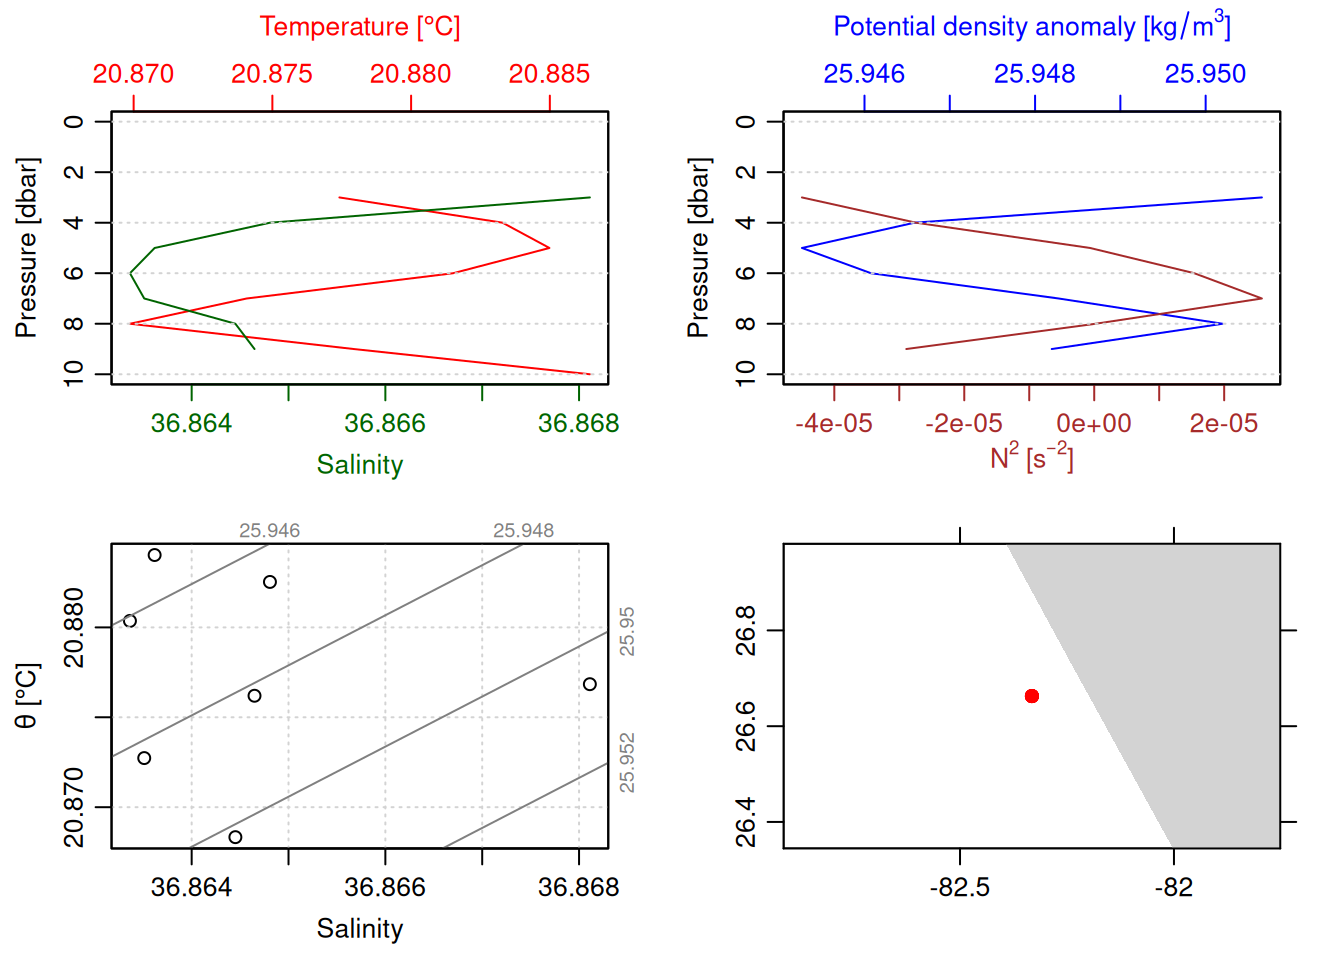 Temperature [°C]
20.870 20.875 20.880 20.885
Pressure [dbar]
0
2
4
6
8
10
36.864 36.866 36.868
Salinity
Potential density anomaly [kg/m³]
25.946 25.948 25.950
Pressure [dbar]
0
2
4
6
8
10
-4e-05 -2e-05 0e+00 2e-05
N² [s⁻²]
25.946 25.948
25.95
25.952
θ [°C]
20.880
20.870
36.864 36.866 36.868
Salinity
26.8
26.6
26.4
-82.5 -82